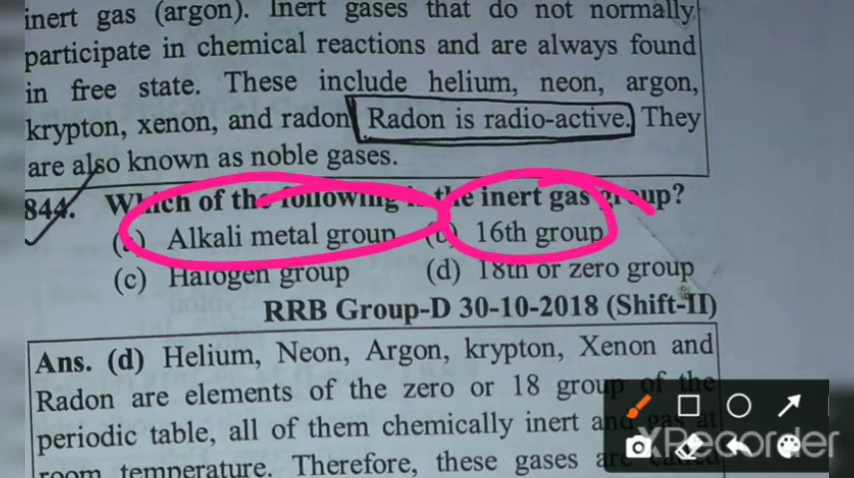 inert gas (argon). Inert gases that do not normally
participate in chemical reactions and are always found
in free state. These include helium, neon, argon,
krypton, xenon, and radon Radon is radio-active. They
are also known as noble gases.
844. Which of the following is the inert gas group?
(a) Alkali metal group (b) 16th group
(c) Halogen group (d) 18th or zero group
RRB Group-D 30-10-2018 (Shift-II)
Ans. (d) Helium, Neon, Argon, krypton, Xenon and
Radon are elements of the zero or 18 group of the
periodic table, all of them chemically inert and gas at
room temperature. Therefore, these gases are called
XRecorder